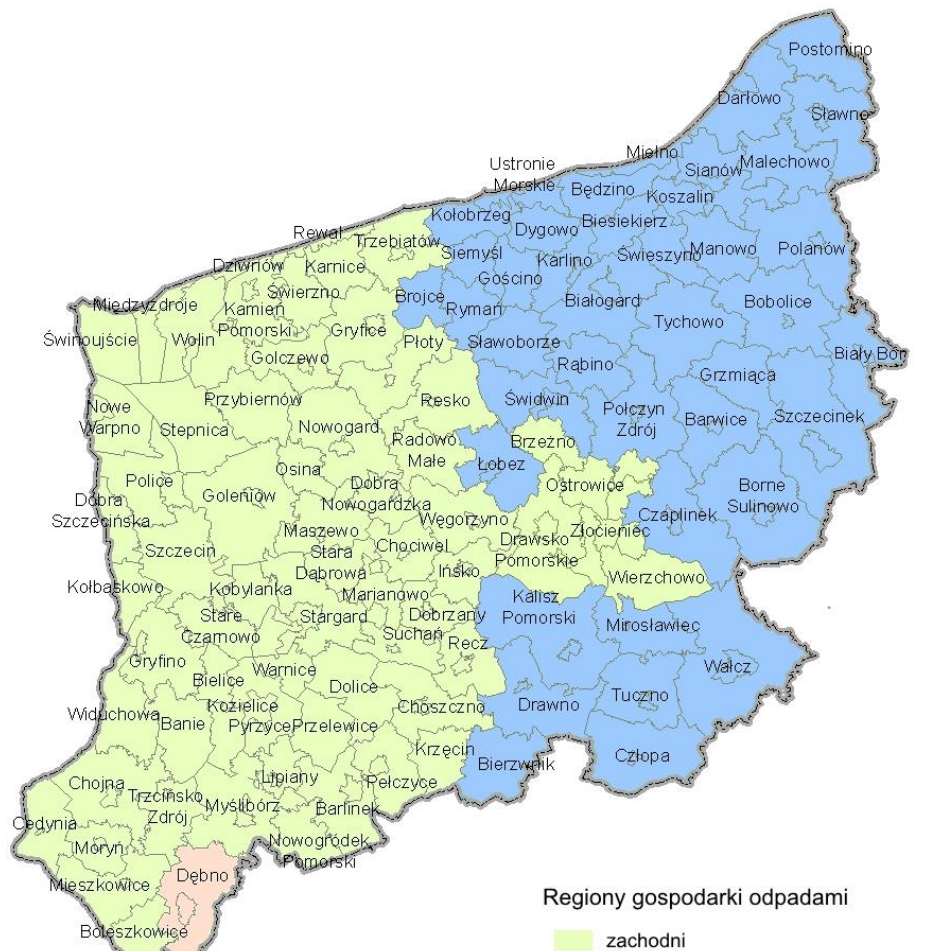 Postomino
Darłowo
Sławno
Mielno
Ustronie
Morskie
Sianów
Malechowo
Będzino
Koszalin
Kołobrzeg
Dygowo
Biesiekierz
Rewal
Trzebiatów
Siemyśl
Karlino
Świeszyno
Manowo
Polanów
Dziwnów
Karnice
Gościno
Świerzno
Brojce
Ryman
Białogard
Bobolice
Międzyzdroje
Kamień
Pomorski
Gryfice
Tychowo
Świnoujście
Wolin
Płoty
Sławoborze
Biały Bór
Golczewo
Rąbino
Grzmiąca
Przybiernów
Resko
Świdwin
Nowe
Warpno
Połczyn
Zdrój
Barwice
Szczecinek
Stepnica
Nowogard
Radowo
Małe
Brzeżno
Łobez
Osina
Police
Goleniów
Dobra
Nowogardzka
Ostrowice
Borne
Sulinowo
Dobra
Szczecińska
Węgorzyno
Czaplinek
Maszewo
Drawsko
Pomorskie
Złocieniec
Szczecin
Stara
Dąbrowa
Chociwel
Ińsko
Wierzchowo
Kołbaskowo
Kobylanka
Marianowo
Kalisz
Pomorski
Stare
Czarnowo
Stargard
Dobrzany
Suchań
Mirosławiec
Recz
Gryfino
Warnice
Wałcz
Bielice
Dolice
Tuczno
Widuchowa
Kozielice
Choszczno
Drawno
Banie
Pyrzyce
Przelewice
Krzęcin
Człopa
Bierzwnik
Chojna
Lipiany
Pełczyce
Trzcińsko
Zdrój
Myślibórz
Barlinek
Cedynia
Moryń
Nowogródek
Pomorski
Mieszkowice
Dębno
Boleszkowice
Regiony gospodarki odpadami
zachodni